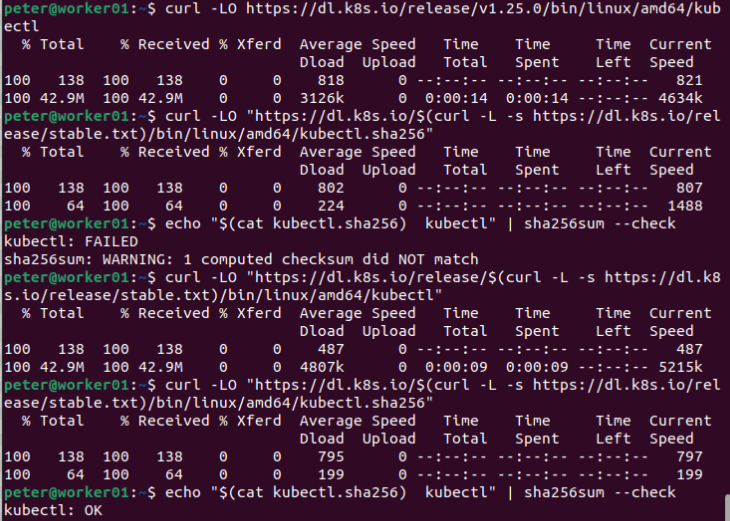 peter@worker01:~$ curl -LO https://dl.k8s.io/release/v1.25.0/bin/linux/amd64/kub
ectl
  % Total    % Received % Xferd  Average Speed   Time    Time     Time  Current
                                 Dload  Upload   Total   Spent    Left  Speed
100   138  100   138    0     0    818      0 --:--:-- --:--:-- --:--:--   821
100 42.9M  100 42.9M    0     0  3126k      0  0:00:14  0:00:14 --:--:-- 4634k
peter@worker01:~$ curl -LO "https://dl.k8s.io/$(curl -L -s https://dl.k8s.io/rel
ease/stable.txt)/bin/linux/amd64/kubectl.sha256"
  % Total    % Received % Xferd  Average Speed   Time    Time     Time  Current
                                 Dload  Upload   Total   Spent    Left  Speed
100   138  100   138    0     0    802      0 --:--:-- --:--:-- --:--:--   807
100    64  100    64    0     0    224      0 --:--:-- --:--:-- --:--:--  1488
peter@worker01:~$ echo "$(cat kubectl.sha256)  kubectl" | sha256sum --check
kubectl: FAILED
sha256sum: WARNING: 1 computed checksum did NOT match
peter@worker01:~$ curl -LO "https://dl.k8s.io/release/$(curl -L -s https://dl.k8
s.io/release/stable.txt)/bin/linux/amd64/kubectl"
  % Total    % Received % Xferd  Average Speed   Time    Time     Time  Current
                                 Dload  Upload   Total   Spent    Left  Speed
100   138  100   138    0     0    487      0 --:--:-- --:--:-- --:--:--   487
100 42.9M  100 42.9M    0     0  4807k      0  0:00:09  0:00:09 --:--:-- 5215k
peter@worker01:~$ curl -LO "https://dl.k8s.io/$(curl -L -s https://dl.k8s.io/rel
ease/stable.txt)/bin/linux/amd64/kubectl.sha256"
  % Total    % Received % Xferd  Average Speed   Time    Time     Time  Current
                                 Dload  Upload   Total   Spent    Left  Speed
100   138  100   138    0     0    795      0 --:--:-- --:--:-- --:--:--   797
100    64  100    64    0     0    199      0 --:--:-- --:--:-- --:--:--   199
peter@worker01:~$ echo "$(cat kubectl.sha256)  kubectl" | sha256sum --check
kubectl: OK